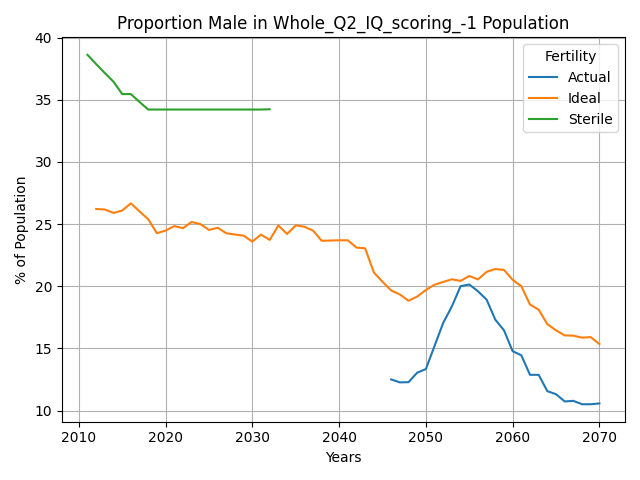 Proportion Male in Whole_Q2_IQ_scoring_-1 Population
Fertility
Actual
Ideal
Sterile
% of Population
40
35
30
25
20
15
10
2010
2020
2030
2040
2050
2060
2070
Years